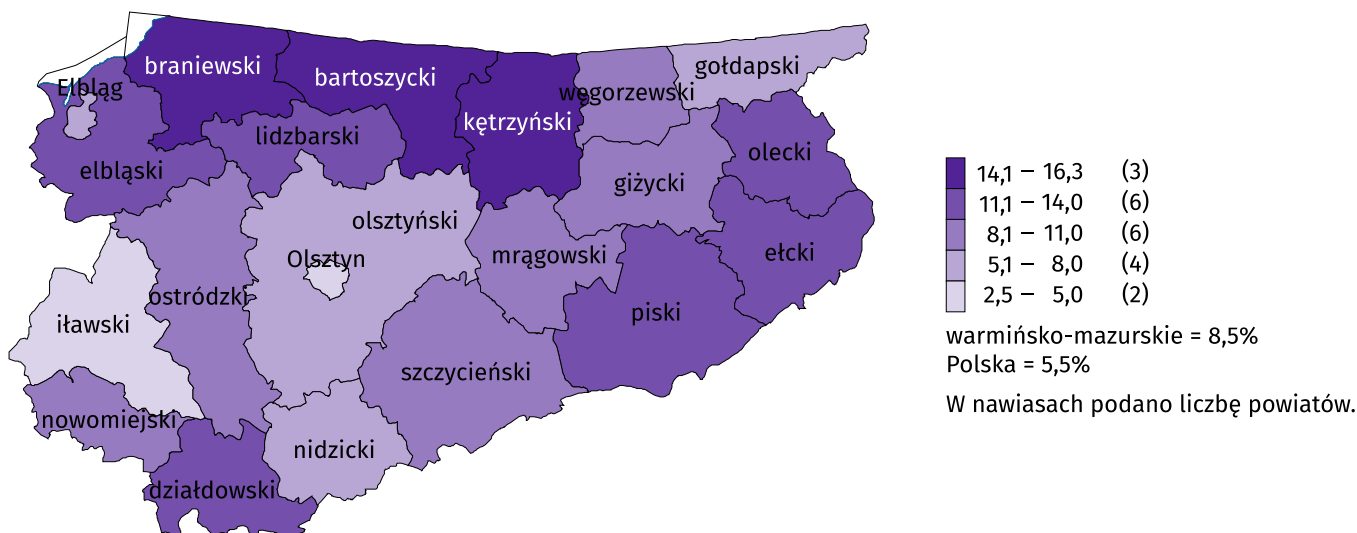 gołdapski
braniewski
bartoszycki
Elbląg
węgorzewski
kętrzyński
lidzbarski
olecki
elbląski
giżycki
olsztyński
mrągowski
ełcki
Olsztyn
ostródzki
iławski
piski
szczycieński
nowomiejski
nidzicki
działdowski
14,1 – 16,3 (3)
11,1 – 14,0 (6)
8,1 – 11,0 (6)
5,1 – 8,0 (4)
2,5 – 5,0 (2)
warmińsko-mazurskie = 8,5%
Polska = 5,5%
W nawiasach podano liczbę powiatów.